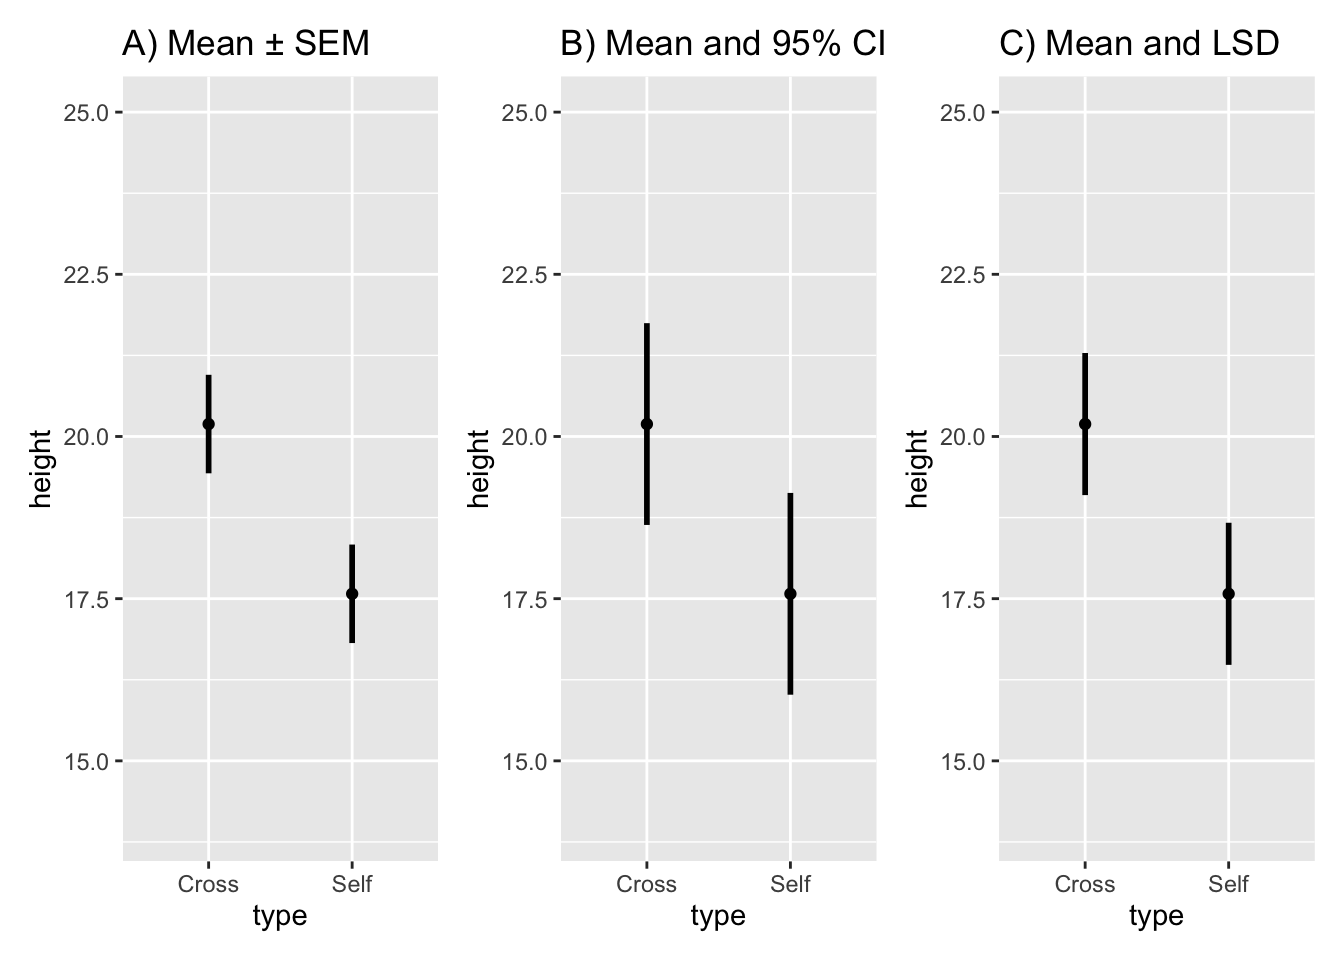 A) Mean ± SEM
25.0
22.5
20.0
17.5
15.0
height
Cross Self
type
B) Mean and 95% CI
25.0
22.5
20.0
17.5
15.0
height
Cross Self
type
C) Mean and LSD
25.0
22.5
20.0
17.5
15.0
height
Cross Self
type